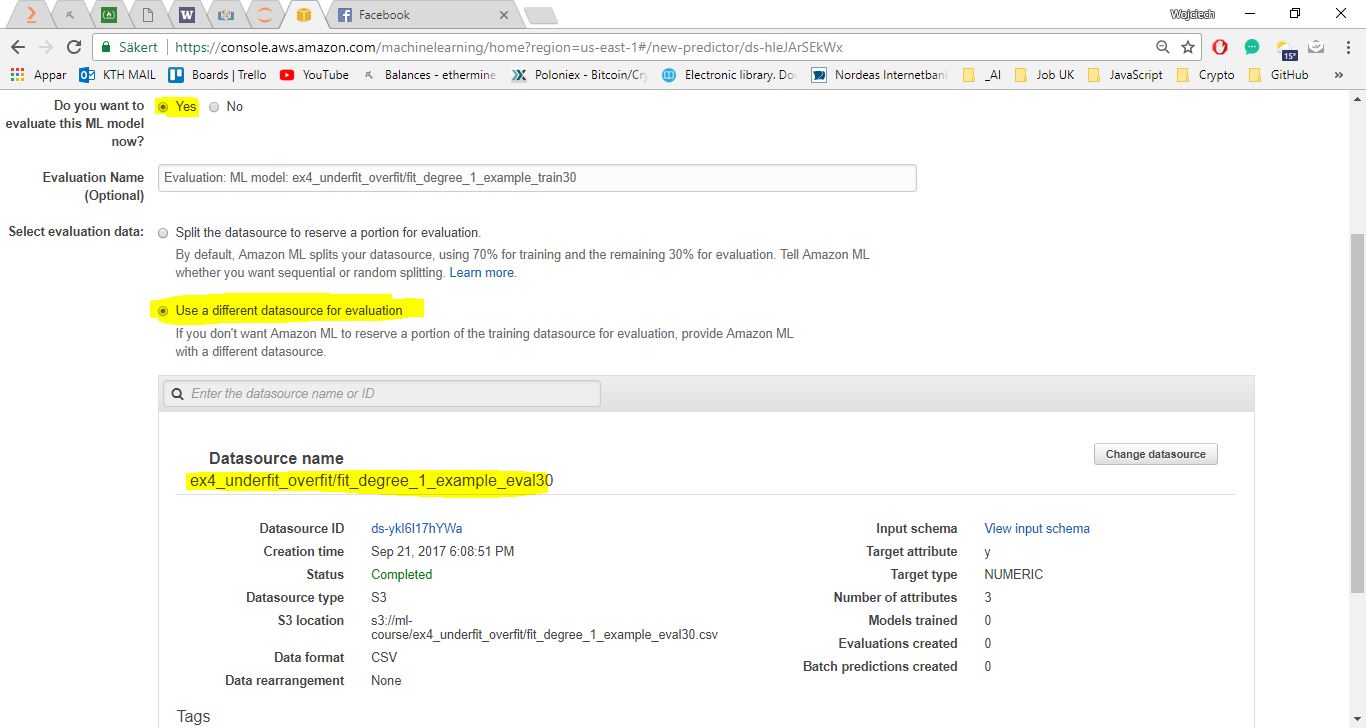 Facebook
Wojciech
Säkert
https://console.aws.amazon.com/machinelearning/home?region=us-east-1#/new-predictor/ds-hIeJArSEkWx
15°
Appar
KTH MAIL
Boards | Trello
YouTube
Balances - ethermine
Poloniex - Bitcoin/Cry
Electronic library. Do
Nordeas Internetbank
_AI
Job UK
JavaScript
Crypto
GitHub
»
Do you want to
evaluate this ML model
now?
Yes
No
Evaluation Name
(Optional)
Evaluation: ML model: ex4_underfit_overfit/fit_degree_1_example_train30
Select evaluation data:
Split the datasource to reserve a portion for evaluation.
By default, Amazon ML splits your datasource, using 70% for training and the remaining 30% for evaluation. Tell Amazon ML
whether you want sequential or random splitting. Learn more.
Use a different datasource for evaluation
If you don't want Amazon ML to reserve a portion of the training datasource for evaluation, provide Amazon ML
with a different datasource.
Enter the datasource name or ID
Datasource name
Change datasource
ex4_underfit_overfit/fit_degree_1_example_eval30
Datasource ID ds-ykI6I17hYWa
Creation time Sep 21, 2017 6:08:51 PM
Status Completed
Datasource type S3
S3 location s3://ml-
course/ex4_underfit_overfit/fit_degree_1_example_eval30.csv
Data format CSV
Data rearrangement None
Input schema View input schema
Target attribute y
Target type NUMERIC
Number of attributes 3
Models trained 0
Evaluations created 0
Batch predictions created 0
Tags